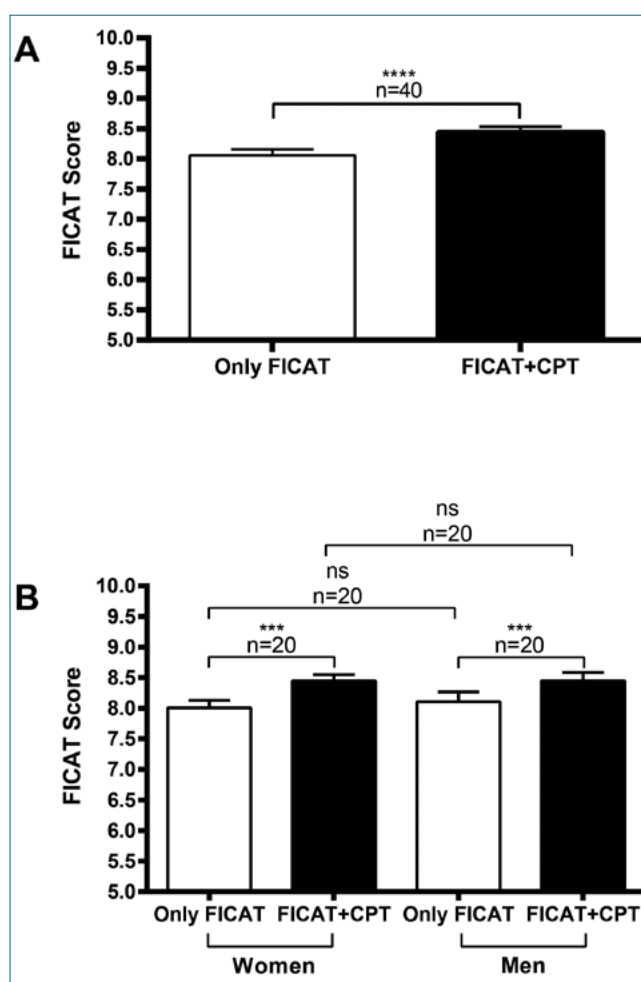 A
FICAT Score
10.0
9.5
9.0
8.5
8.0
7.5
7.0
6.5
6.0
5.5
5.0
****
n=40
Only FICAT
FICAT+CPT
B
FICAT Score
10.0
9.5
9.0
8.5
8.0
7.5
7.0
6.5
6.0
5.5
5.0
ns
n=20
ns
n=20
***
n=20
***
n=20
Only FICAT FICAT+CPT Only FICAT FICAT+CPT
Women Men